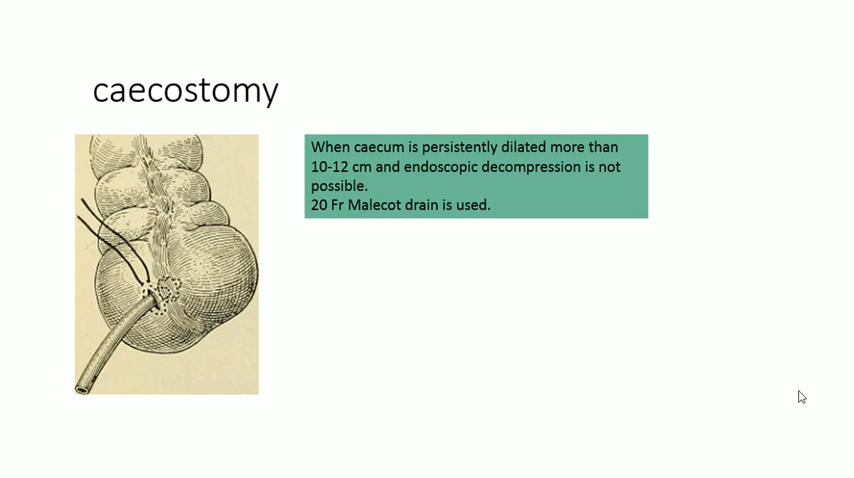 caecostomy
When caecum is persistently dilated more than
10-12 cm and endoscopic decompression is not
possible.
20 Fr Malecot drain is used.